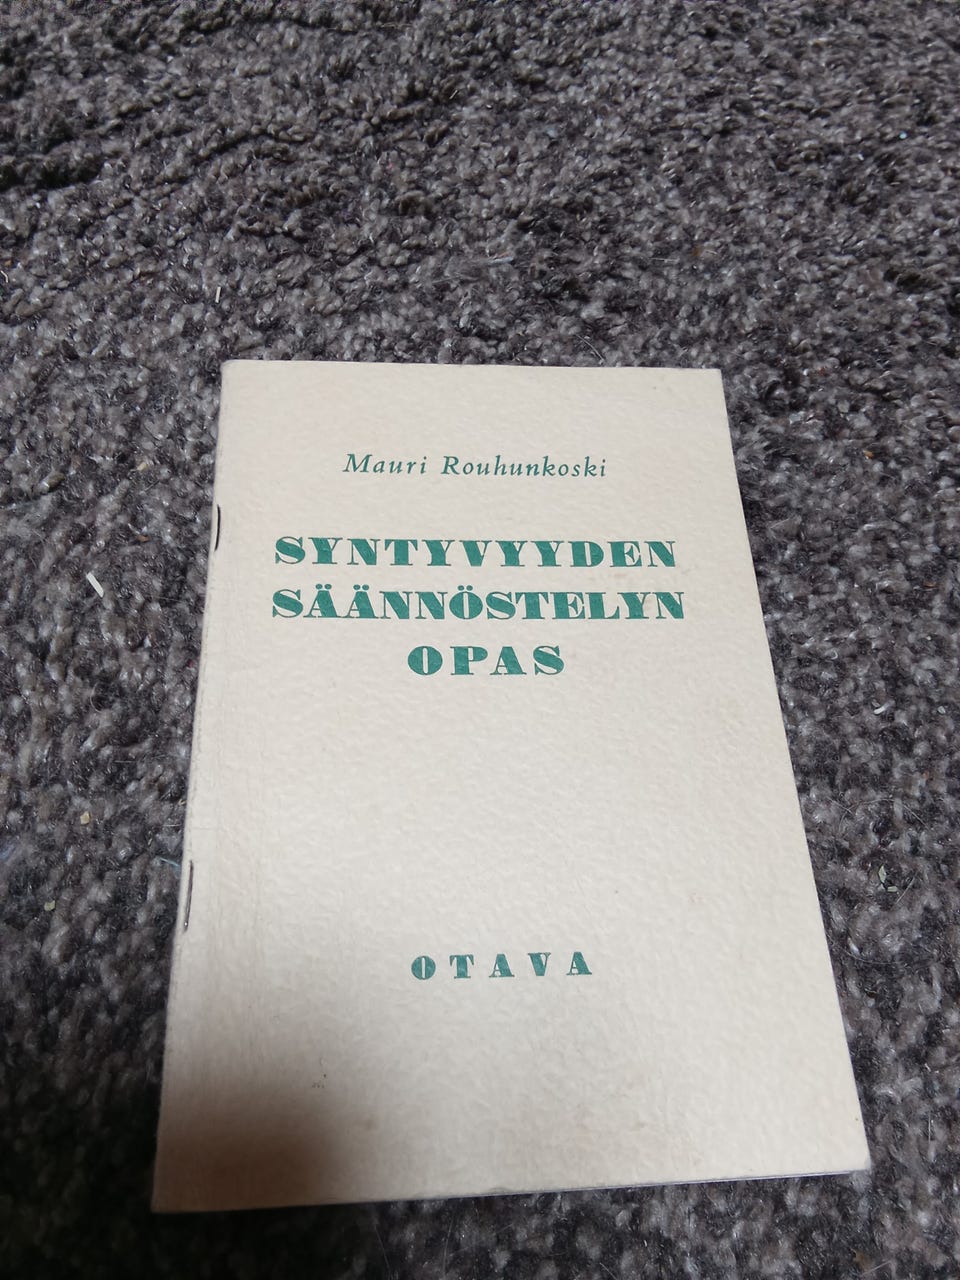 Mauri Rouhunkoski
SYNTYVYYDEN
SÄÄNNÖSTELYN
OPAS
OTAVA